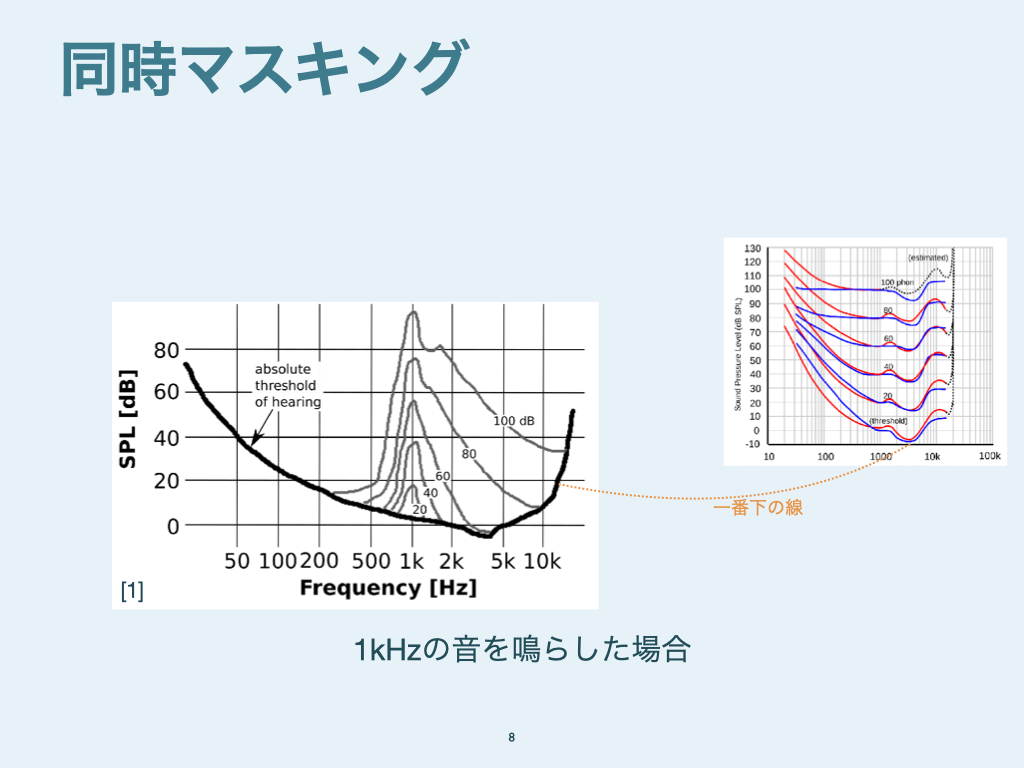 同時マスキング
130
120
110
100
90
80
70
60
50
40
30
20
10
0
-10
Sound Pressure Level (dB SPL)
(estimated)
100 phon
80
60
40
20
(threshold)
10 100 1000 10k 100k
一番下の線
80
60
40
20
0
SPL [dB]
absolute
threshold
of hearing
100 dB
80
60
40
20
50 100 200 500 1k 2k 5k 10k
Frequency [Hz]
[1]
1kHzの音を鳴らした場合
8